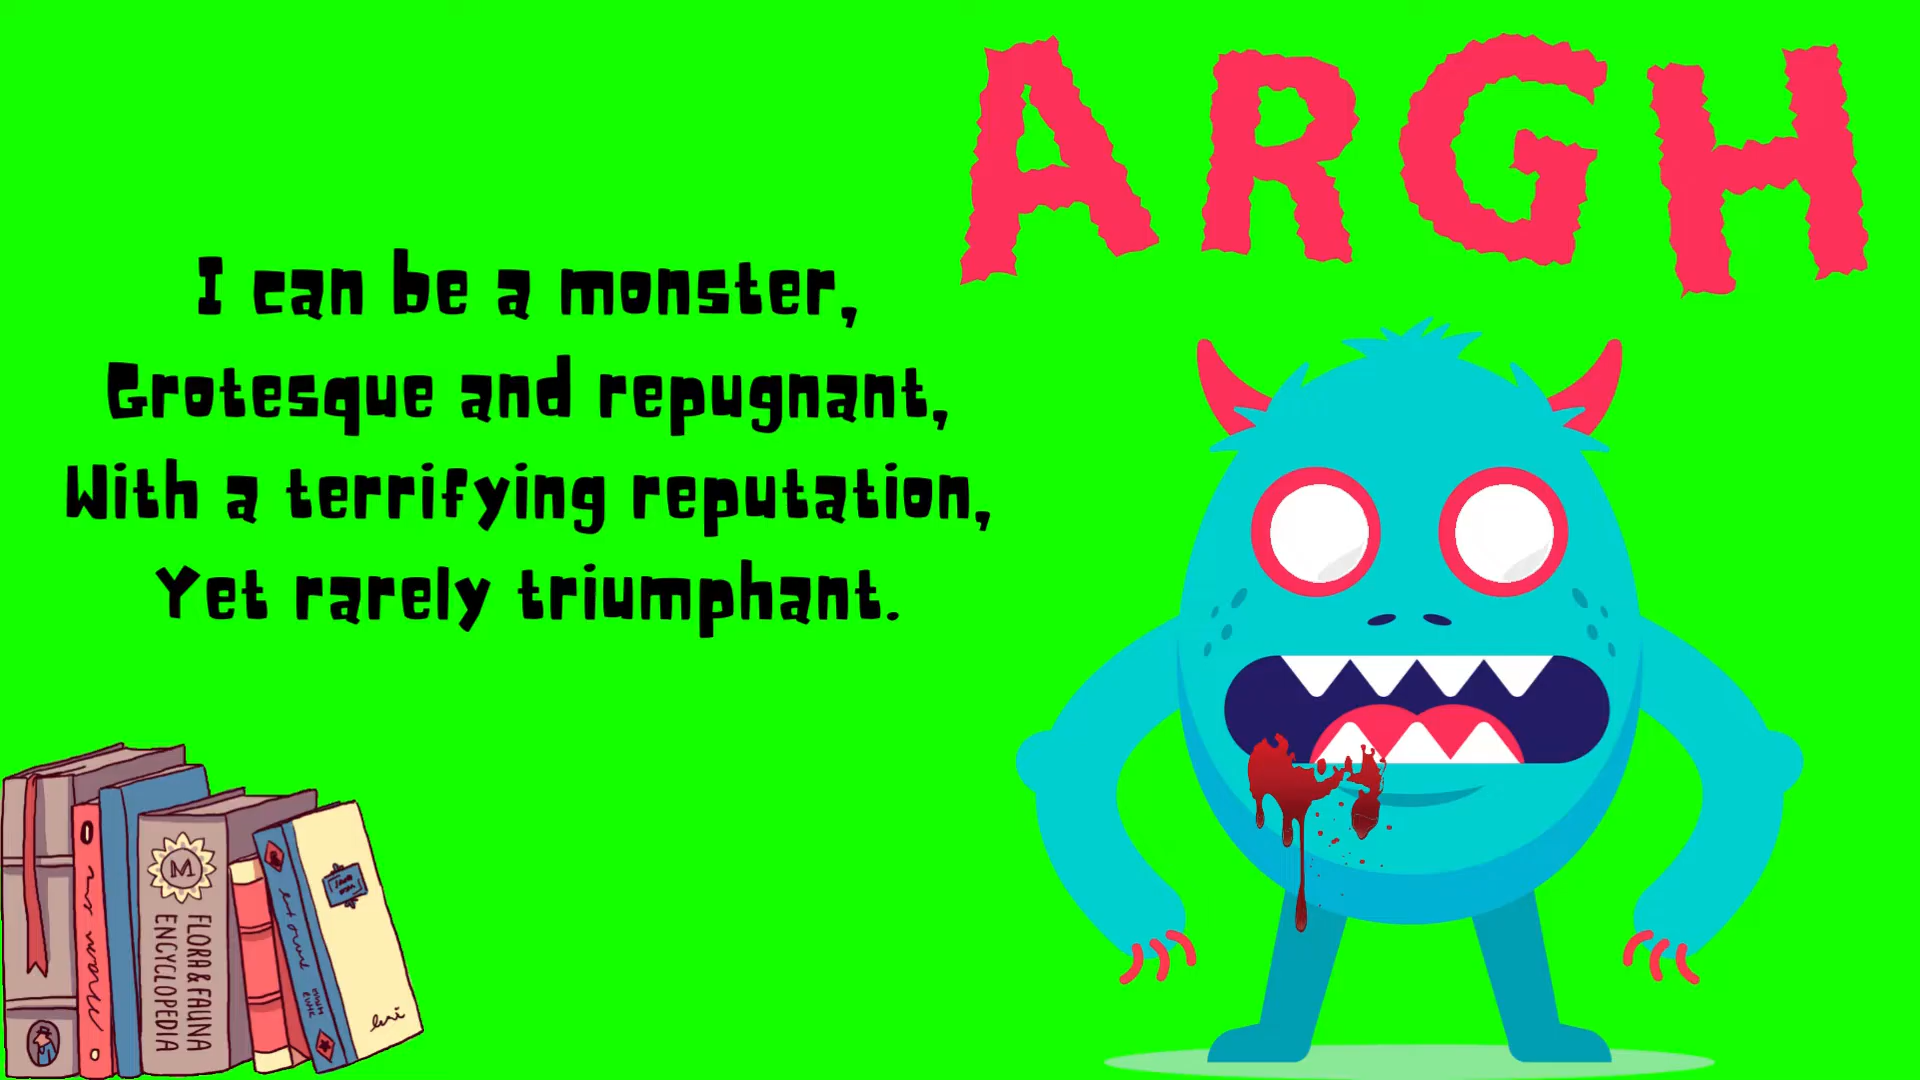 ARGH
I can be a monster,
Grotesque and repugnant,
With a terrifying reputation,
Yet rarely triumphant.
M
FLORA & FAUNA
ENCYCLOPEDIA